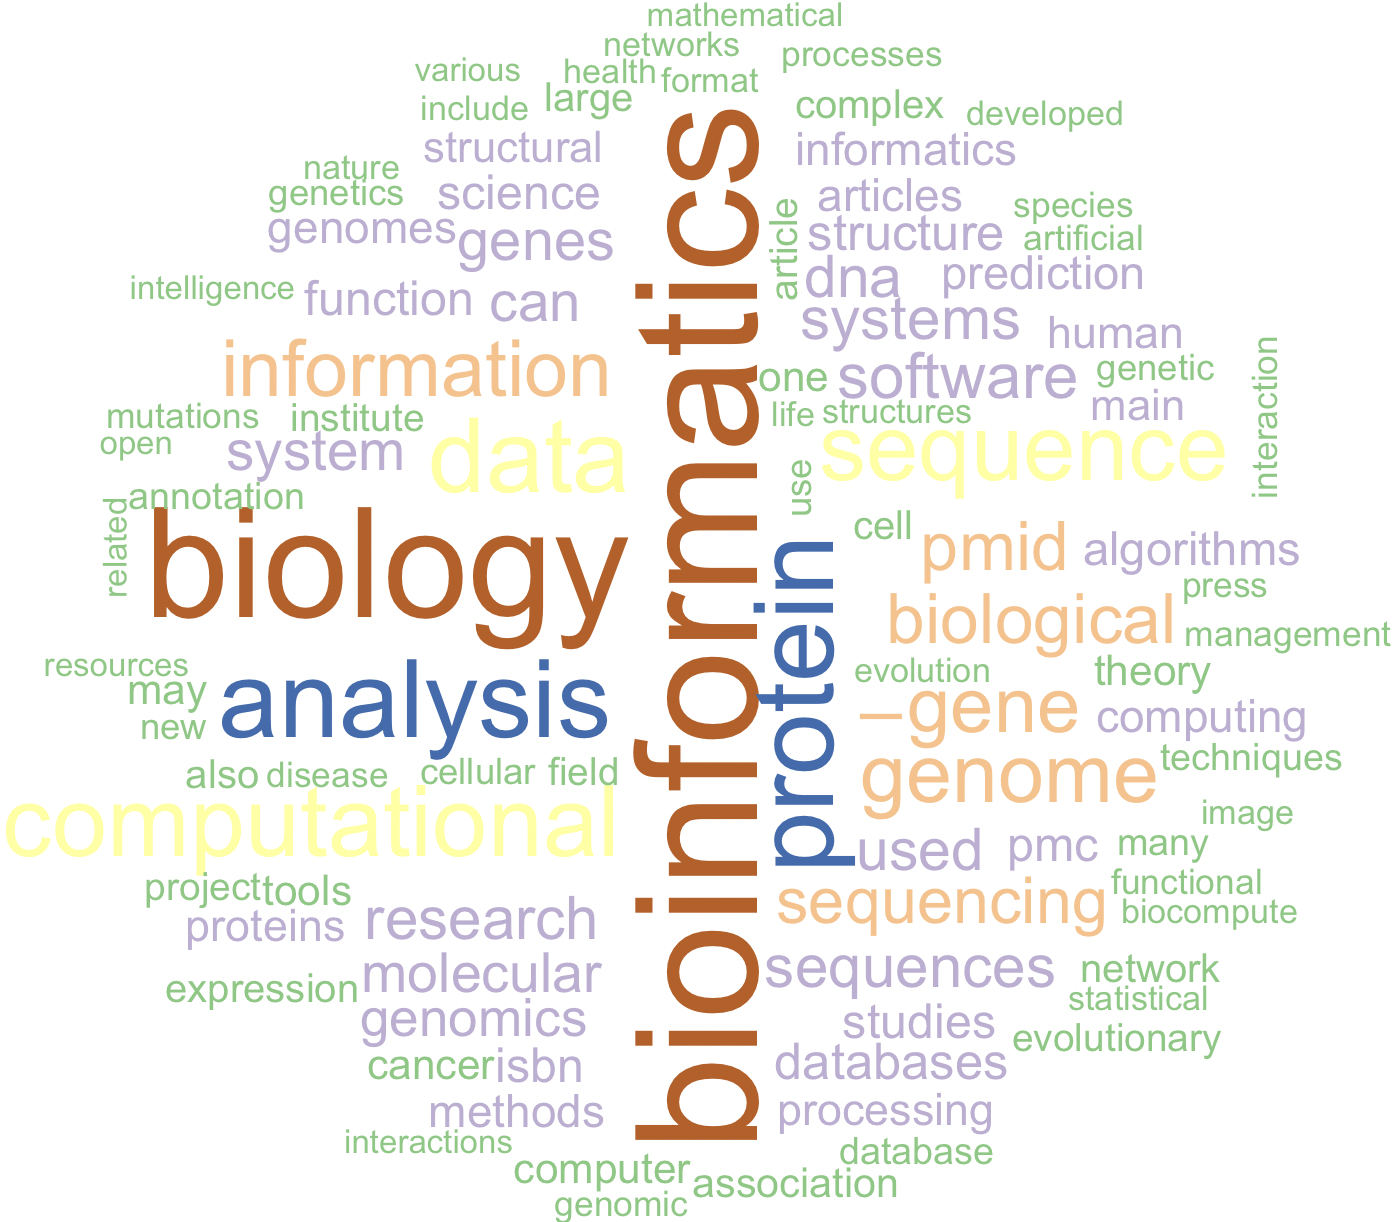 mathematical
networks
processes
various
health
format
include
large
complex
developed
structural
informatics
nature
genetics
science
articles
species
genomes
genes
article
structure
artificial
intelligence
function
can
dna
prediction
systems
human
information
one
software
genetic
interaction
mutations
institute
life
structures
main
open
system
data
sequence
related
annotation
use
biology
bioinformatics
cell
pmid
algorithms
press
protein
biological
management
resources
may
analysis
evolution
theory
new
–gene
computing
also
disease
cellular
field
genome
techniques
computational
image
used
pmc
many
project
tools
sequencing
functional
biocompute
proteins
research
expression
molecular
sequences
network
statistical
genomics
studies
evolutionary
cancer
isbn
databases
methods
processing
interactions
database
computer
association
genomic